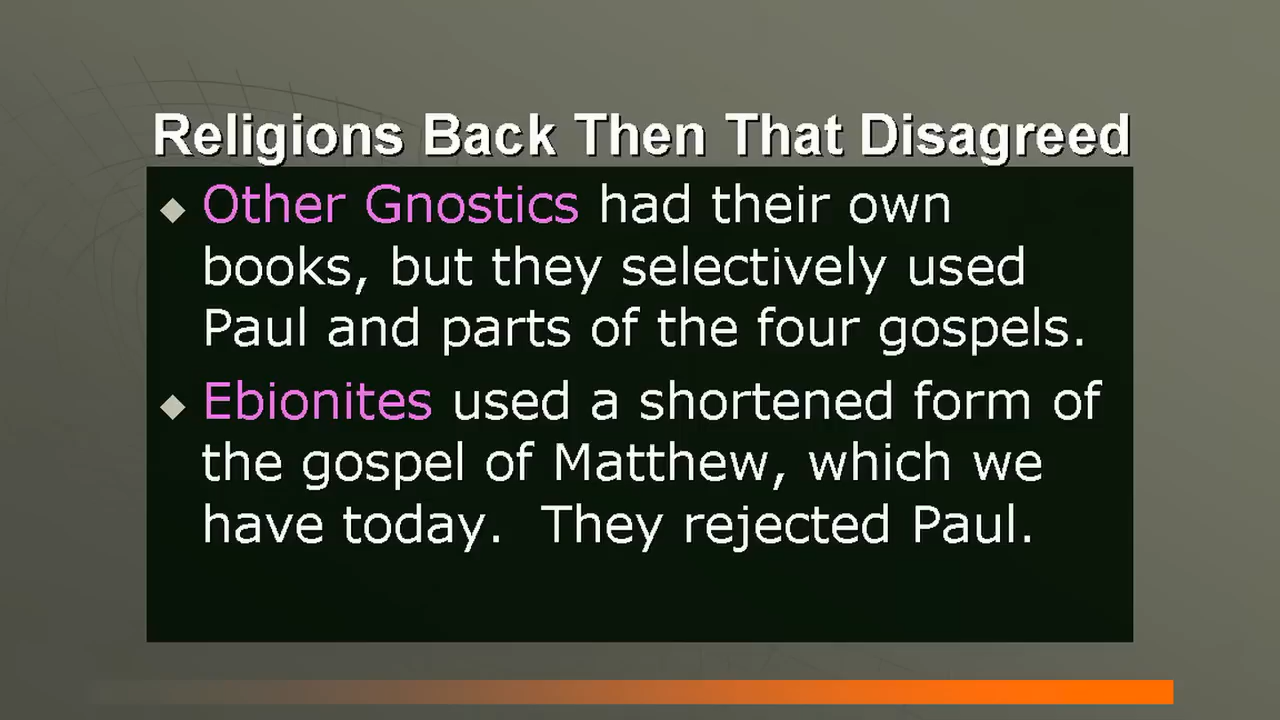 Religions Back Then That Disagreed
◆ Other Gnostics had their own
books, but they selectively used
Paul and parts of the four gospels.
◆ Ebionites used a shortened form of
the gospel of Matthew, which we
have today.  They rejected Paul.